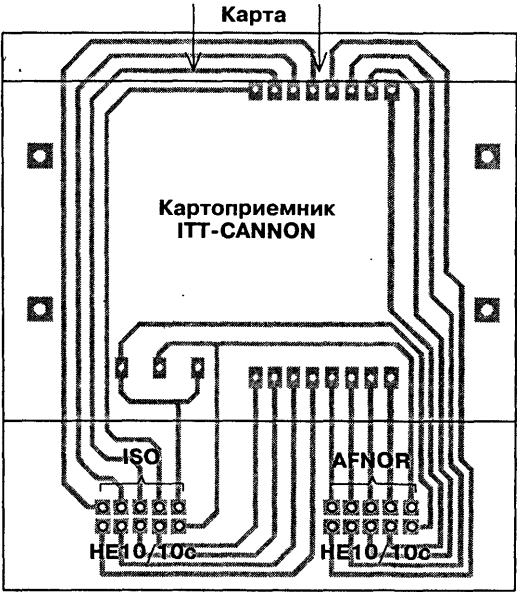 Карта
Картоприемник
ITT-CANNON
ISO
AFNOR
HE10/10c
HE10/10c